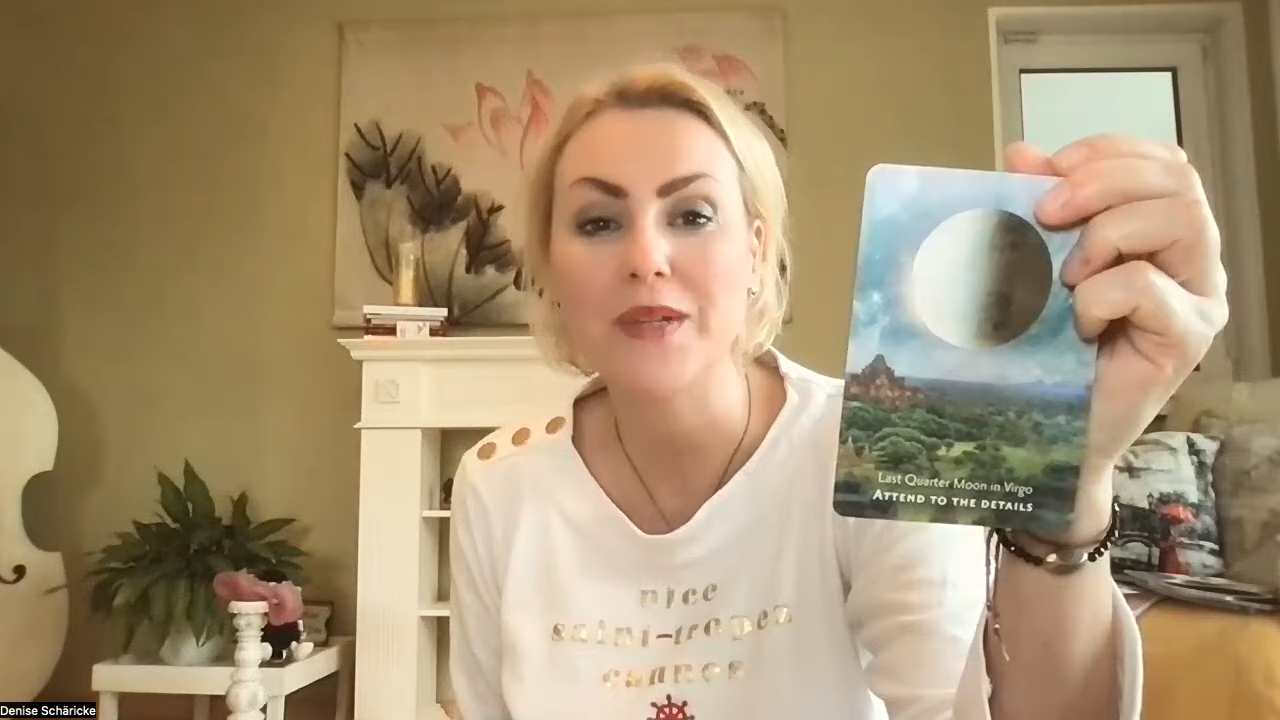 Last Quarter Moon in Virgo
ATTEND TO THE DETAILS
nice
saint-tropez
cannes
Denise Schäricke